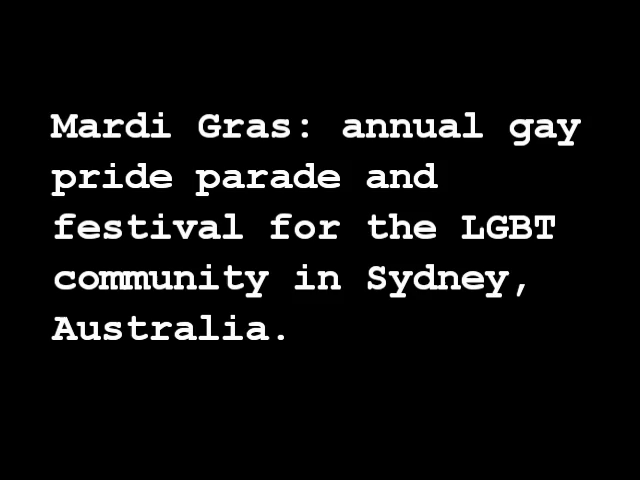 Mardi Gras: annual gay
pride parade and
festival for the LGBT
community in Sydney,
Australia.